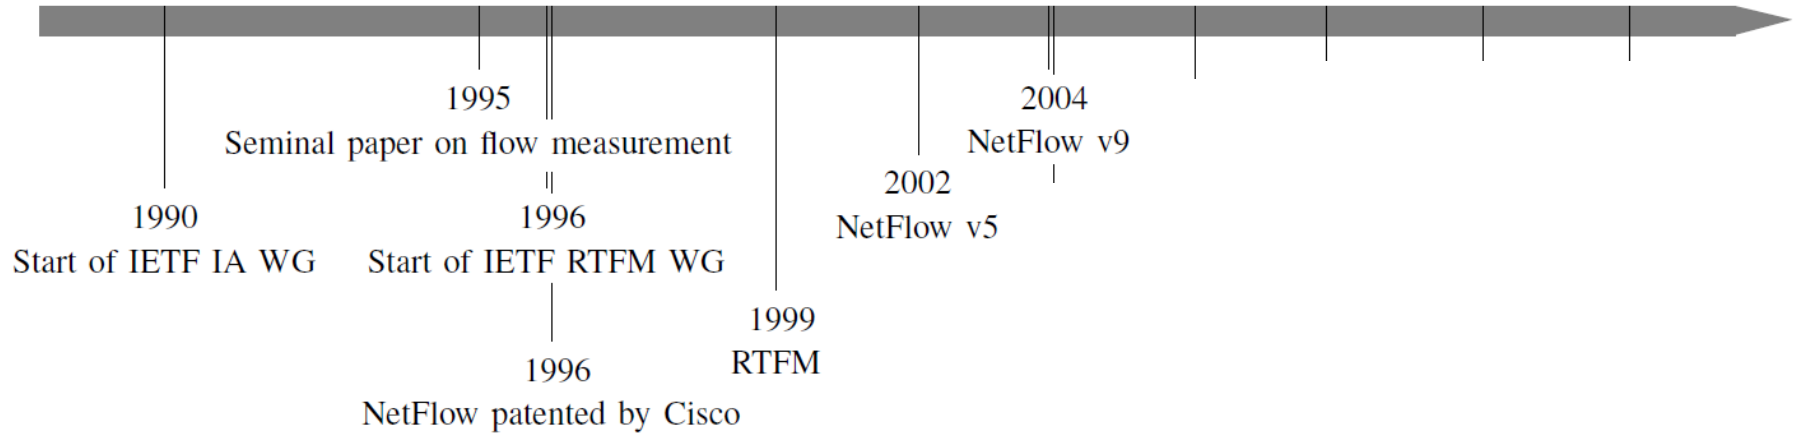 1995
Seminal paper on flow measurement
2004
NetFlow v9
2002
NetFlow v5
1990
Start of IETF IA WG
1996
Start of IETF RTFM WG
1999
RTFM
1996
NetFlow patented by Cisco